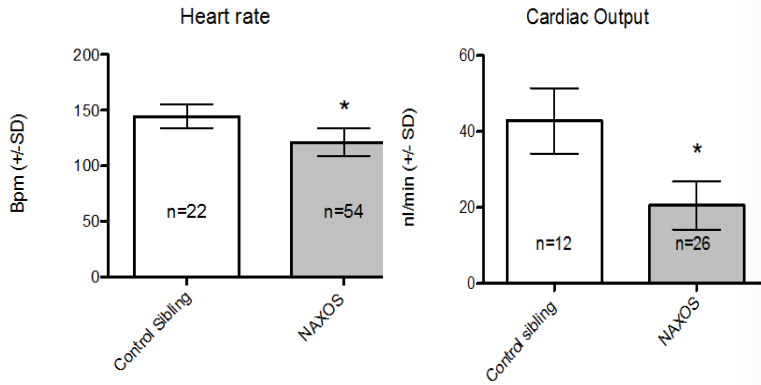 Heart rate
Bpm (+/-SD)
200
150
100
50
0
*
n=22
n=54
Control Sibling
NAXOS
Cardiac Output
nl/min (+/- SD)
60
40
20
0
*
n=12
n=26
Control sibling
NAXOS